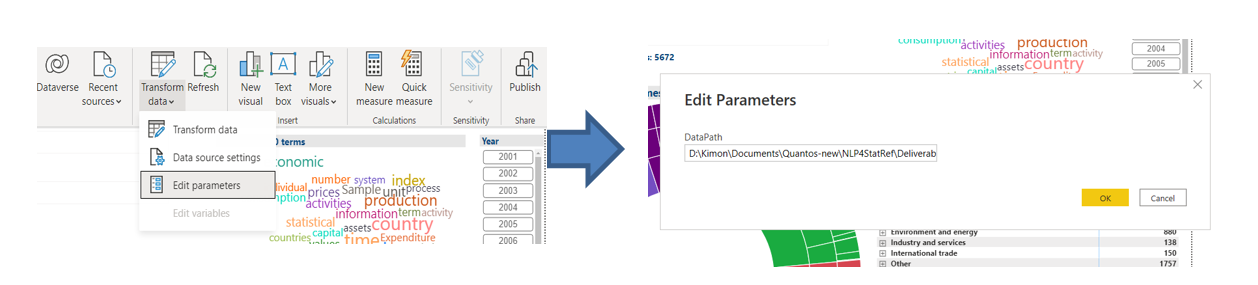 Dataverse Recent sources Transform data Refresh New visual Text box More visuals New measure Quick measure Sensitivity Publish
Insert Calculations Sensitivity Share
Transform data
Data source settings
Edit parameters
Edit variables
0 terms
conomic
number system index
dividual prices Sample unit process
mption activities production
information term activity
statistical assets country
countries capital
values time Expenditure
Year
2001
2002
2003
2004
2005
2006
s: 5672
nes
consumption activities production
information term activity
statistical assets country
capital
2004
2005
Edit Parameters
DataPath
D:\Kimon\Documents\Quantos-new\NLP4StatRef\Deliverab
OK Cancel
Environment and energy 880
Industry and services 138
International trade 150
Other 1757